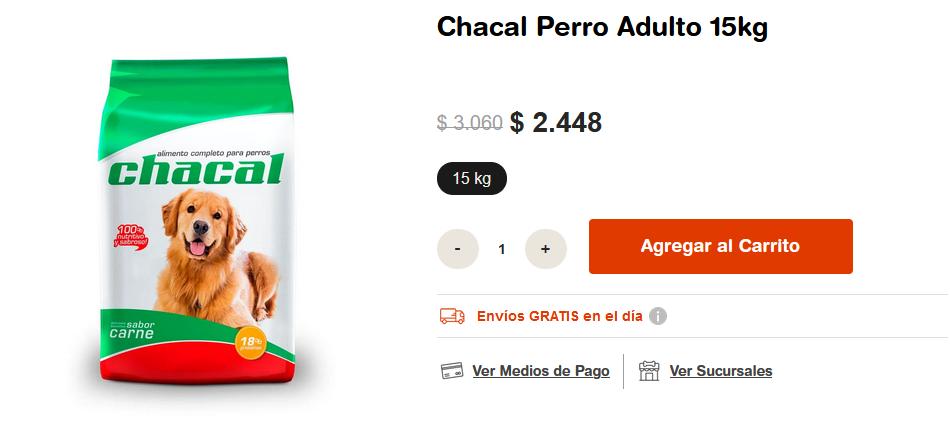 Chacal Perro Adulto 15kg
$ 3.060 $ 2.448
15 kg
- 1 +
Agregar al Carrito
Envíos GRATIS en el día i
Ver Medios de Pago
Ver Sucursales
alimento completo para perros
chacal
100%
nutritivo
y sabroso!
sabor
carne
18%